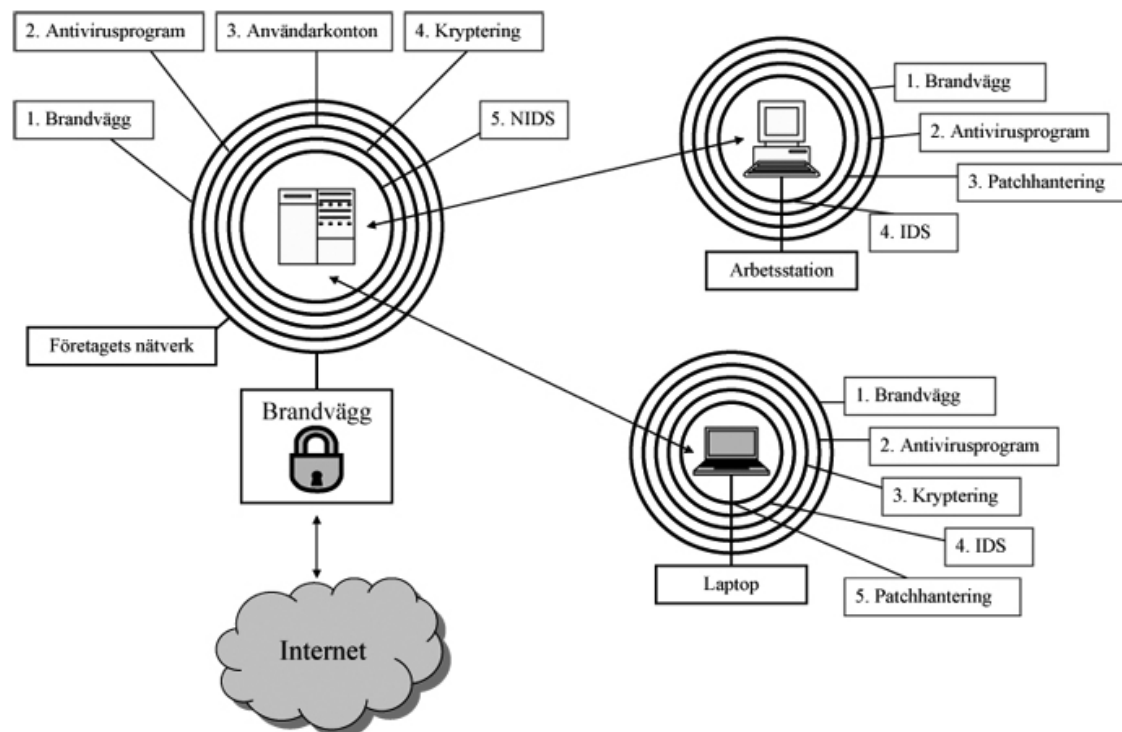 2. Antivirusprogram
3. Användarkonton
4. Kryptering
1. Brandvägg
5. NIDS
Företagets nätverk
Brandvägg
Internet
1. Brandvägg
2. Antivirusprogram
3. Patchhantering
4. IDS
Arbetsstation
1. Brandvägg
2. Antivirusprogram
3. Kryptering
4. IDS
5. Patchhantering
Laptop